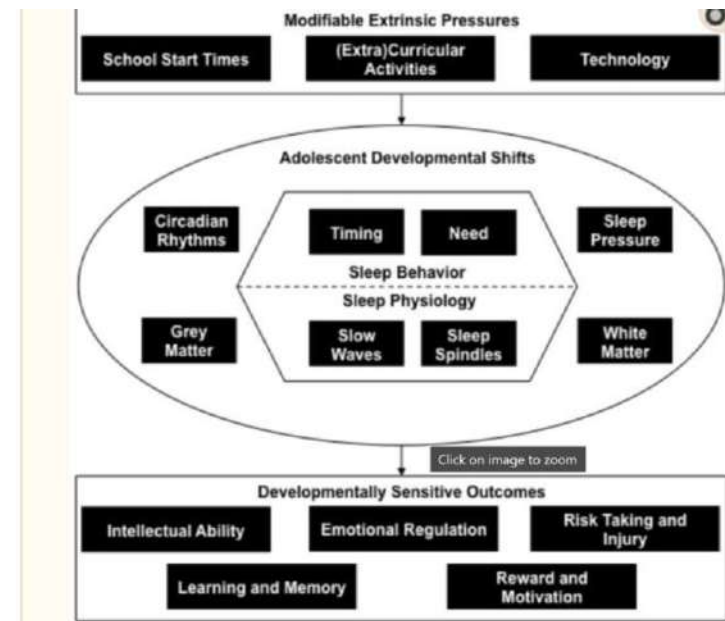 Modifiable Extrinsic Pressures
School Start Times
(Extra)Curricular
Activities
Technology
Adolescent Developmental Shifts
Circadian
Rhythms
Timing
Need
Sleep
Pressure
Sleep Behavior
Sleep Physiology
Grey
Matter
Slow
Waves
Sleep
Spindles
White
Matter
Click on image to zoom
Developmentally Sensitive Outcomes
Intellectual Ability
Emotional Regulation
Risk Taking and
Injury
Learning and Memory
Reward and
Motivation